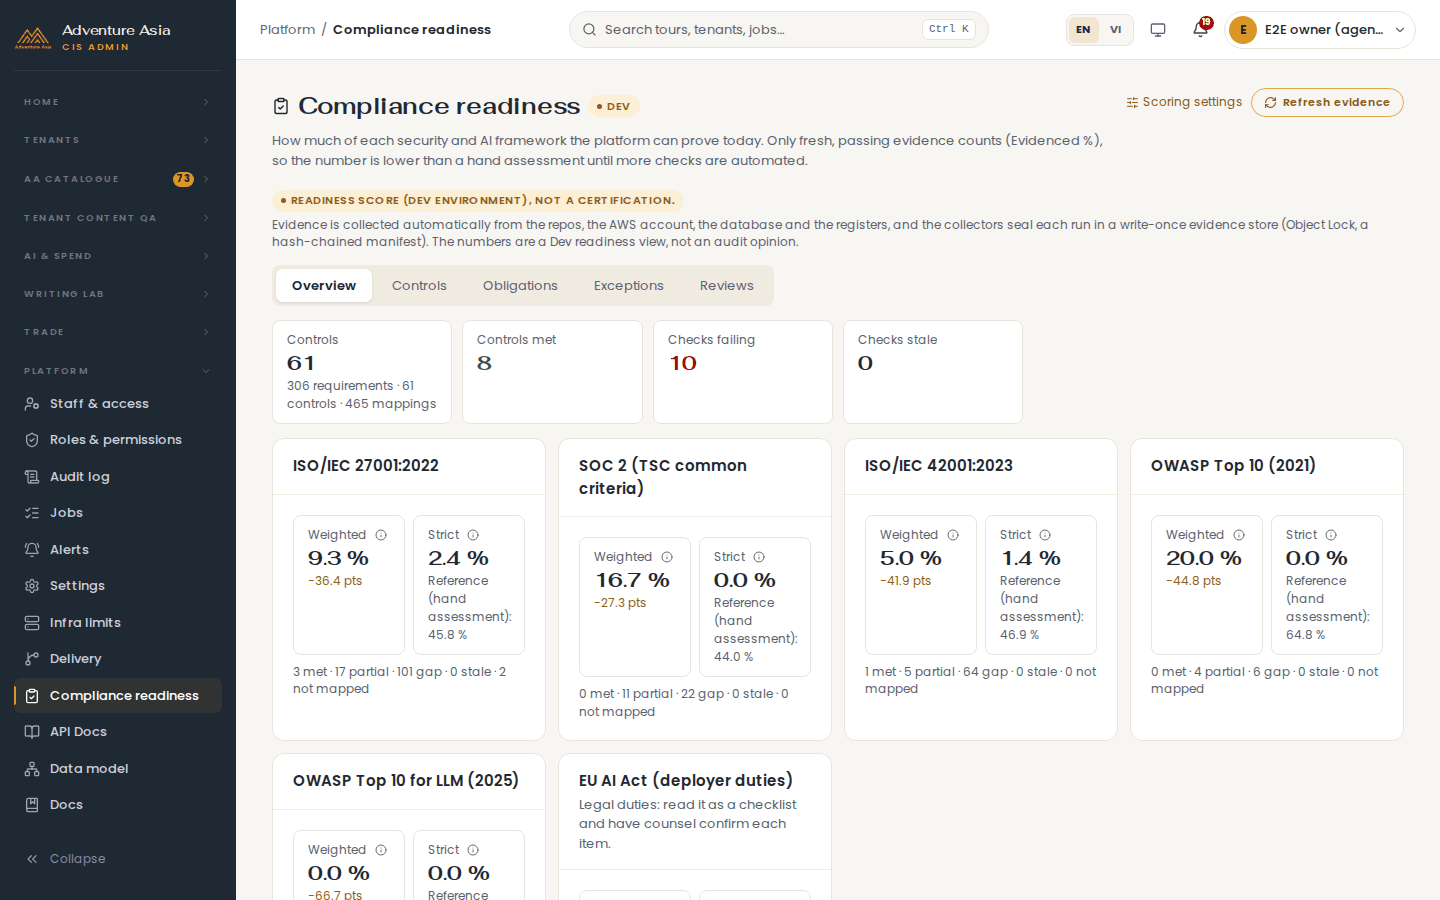 Adventure Asia
CIS ADMIN
Adventure Asia
HOME
TENANTS
AA CATALOGUE 73
TENANT CONTENT QA
AI & SPEND
WRITING LAB
TRADE
PLATFORM
Staff & access
Roles & permissions
Audit log
Jobs
Alerts
Settings
Infra limits
Delivery
Compliance readiness
API Docs
Data model
Docs
Collapse
Platform / Compliance readiness
Search tours, tenants, jobs...
Ctrl K
EN VI
19
E E2E owner (agen...
Compliance readiness
DEV
Scoring settings
Refresh evidence
How much of each security and AI framework the platform can prove today. Only fresh, passing evidence counts (Evidenced %),
so the number is lower than a hand assessment until more checks are automated.
READINESS SCORE (DEV ENVIRONMENT), NOT A CERTIFICATION.
Evidence is collected automatically from the repos, the AWS account, the database and the registers, and the collectors seal each run in a write-once evidence store (Object Lock, a
hash-chained manifest). The numbers are a Dev readiness view, not an audit opinion.
Overview Controls Obligations Exceptions Reviews
Controls
61
306 requirements · 61
controls · 465 mappings
Controls met
8
Checks failing
10
Checks stale
0
ISO/IEC 27001:2022
Weighted
9.3 %
-36.4 pts
Strict
2.4 %
Reference
(hand
assessment):
45.8 %
3 met · 17 partial · 101 gap · 0 stale · 2
not mapped
SOC 2 (TSC common
criteria)
Weighted
16.7 %
-27.3 pts
Strict
0.0 %
Reference
(hand
assessment):
44.0 %
0 met · 11 partial · 22 gap · 0 stale · 0
not mapped
ISO/IEC 42001:2023
Weighted
5.0 %
-41.9 pts
Strict
1.4 %
Reference
(hand
assessment):
46.9 %
1 met · 5 partial · 64 gap · 0 stale · 0 not
mapped
OWASP Top 10 (2021)
Weighted
20.0 %
-44.8 pts
Strict
0.0 %
Reference
(hand
assessment):
64.8 %
0 met · 4 partial · 6 gap · 0 stale · 0 not
mapped
OWASP Top 10 for LLM (2025)
Weighted
0.0 %
-66.7 pts
Strict
0.0 %
Reference
EU AI Act (deployer duties)
Legal duties: read it as a checklist
and have counsel confirm each
item.